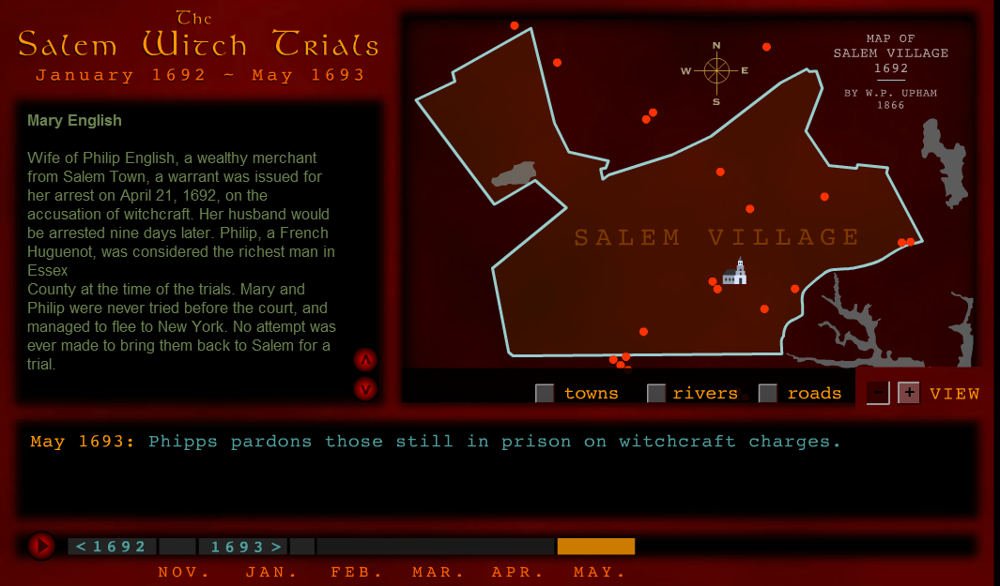 The
Salem Witch Trials
January 1692 ~ May 1693
Mary English
Wife of Philip English, a wealthy merchant
from Salem Town, a warrant was issued for
her arrest on April 21, 1692, on the
accusation of witchcraft. Her husband would
be arrested nine days later. Philip, a French
Huguenot, was considered the richest man in
Essex
County at the time of the trials. Mary and
Philip were never tried before the court, and
managed to flee to New York. No attempt was
ever made to bring them back to Salem for a
trial.
N
W E
S
MAP OF
SALEM VILLAGE
1692
BY W.P. UPHAM
1866
SALEM VILLAGE
towns rivers roads - + VIEW
May 1693: Phipps pardons those still in prison on witchcraft charges.
<1692 1693>
NOV. JAN. FEB. MAR. APR. MAY.